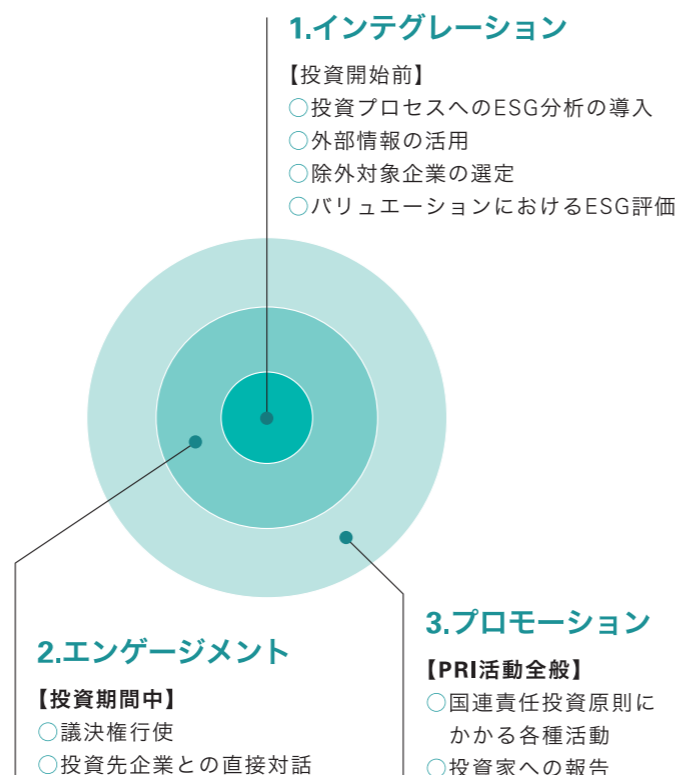 1.インテグレーション
【投資開始前】
○投資プロセスへのESG分析の導入
○外部情報の活用
○除外対象企業の選定
○バリュエーションにおけるESG評価
2.エンゲージメント
【投資期間中】
○議決権行使
○投資先企業との直接対話
3.プロモーション
【PRI活動全般】
○国連責任投資原則に
かかる各種活動
○投資家への報告